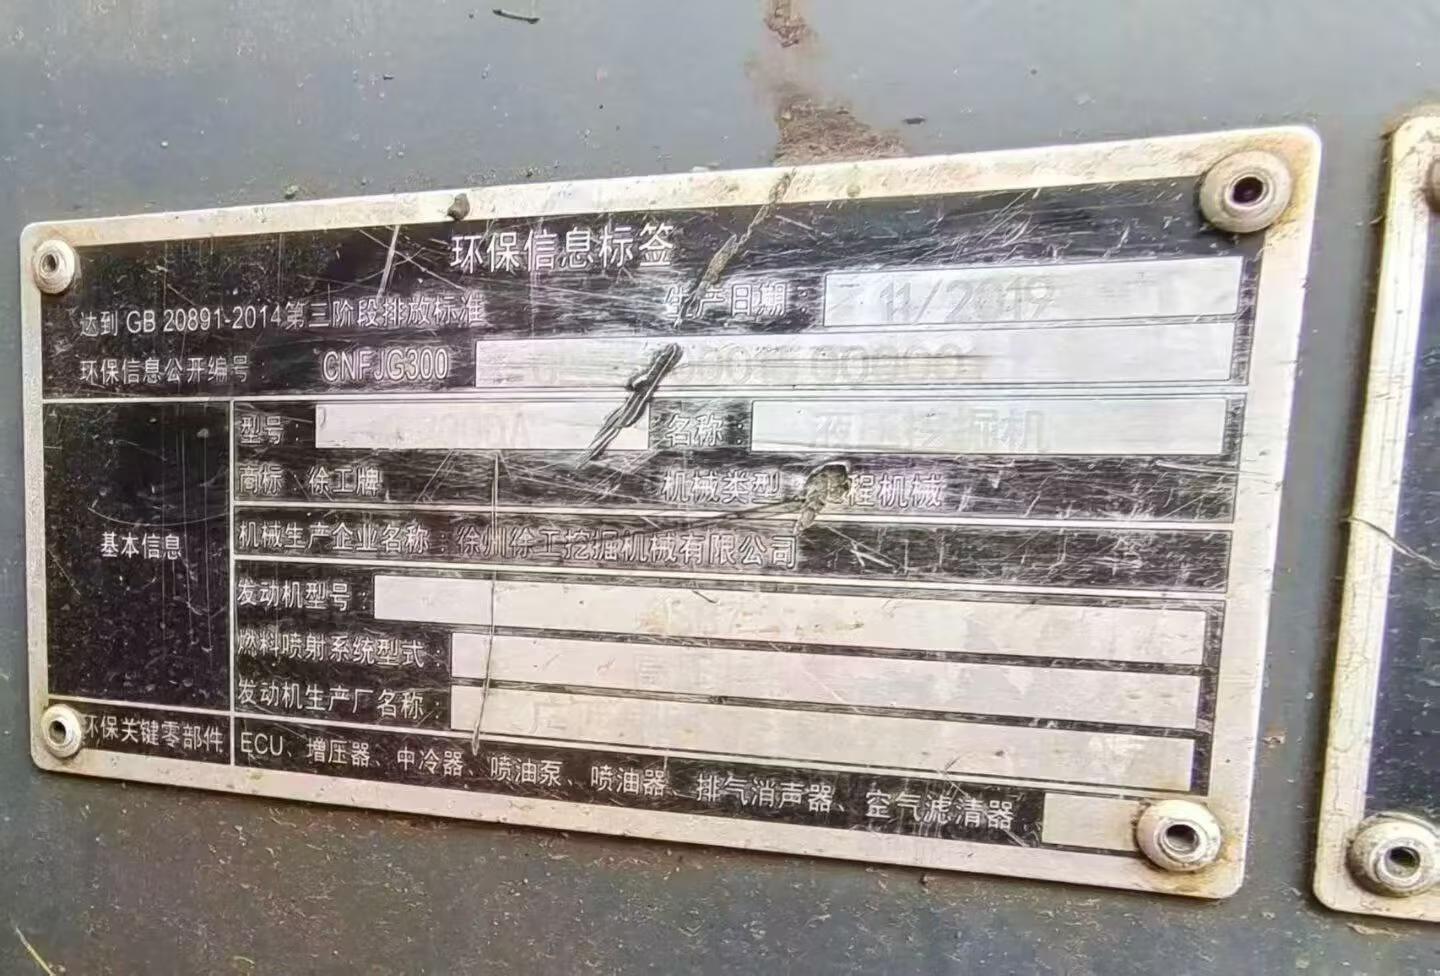 环保信息标签
达到 GB 20891-2014第三阶段排放标准 生产日期: 11/2019
环保信息公开编号: CNFJG300
型号: 名称: 液压挖掘机
商标: 徐工牌 机械类型 程机械
机械生产企业名称:徐州徐工挖掘机械有限公司
基本信息
发动机型号:
燃料喷射系统型式:
发动机生产厂名称:
环保关键零部件 ECU、增压器、中冷器、喷油泵、喷油器、排气消声器、空气滤清器